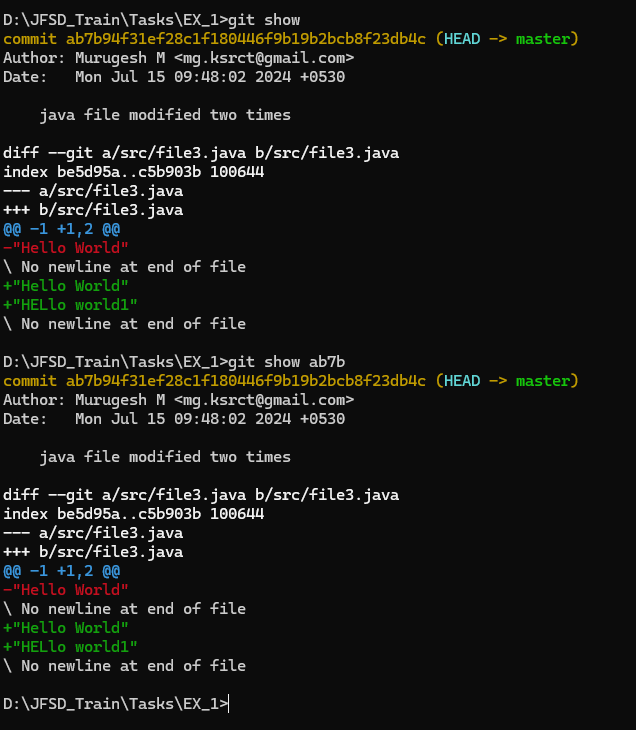 D:\JFSD_Train\Tasks\EX_1>git show
commit ab7b94f31ef28c1f180446f9b19b2bcb8f23db4c (HEAD -> master)
Author: Murugesh M <mg.ksrct@gmail.com>
Date:   Mon Jul 15 09:48:02 2024 +0530

    java file modified two times

diff --git a/src/file3.java b/src/file3.java
index be5d95a..c5b903b 100644
--- a/src/file3.java
+++ b/src/file3.java
@@ -1 +1,2 @@
-"Hello World"
\ No newline at end of file
+"Hello World"
+"HELlo world1"
\ No newline at end of file

D:\JFSD_Train\Tasks\EX_1>git show ab7b
commit ab7b94f31ef28c1f180446f9b19b2bcb8f23db4c (HEAD -> master)
Author: Murugesh M <mg.ksrct@gmail.com>
Date:   Mon Jul 15 09:48:02 2024 +0530

    java file modified two times

diff --git a/src/file3.java b/src/file3.java
index be5d95a..c5b903b 100644
--- a/src/file3.java
+++ b/src/file3.java
@@ -1 +1,2 @@
-"Hello World"
\ No newline at end of file
+"Hello World"
+"HELlo world1"
\ No newline at end of file

D:\JFSD_Train\Tasks\EX_1>